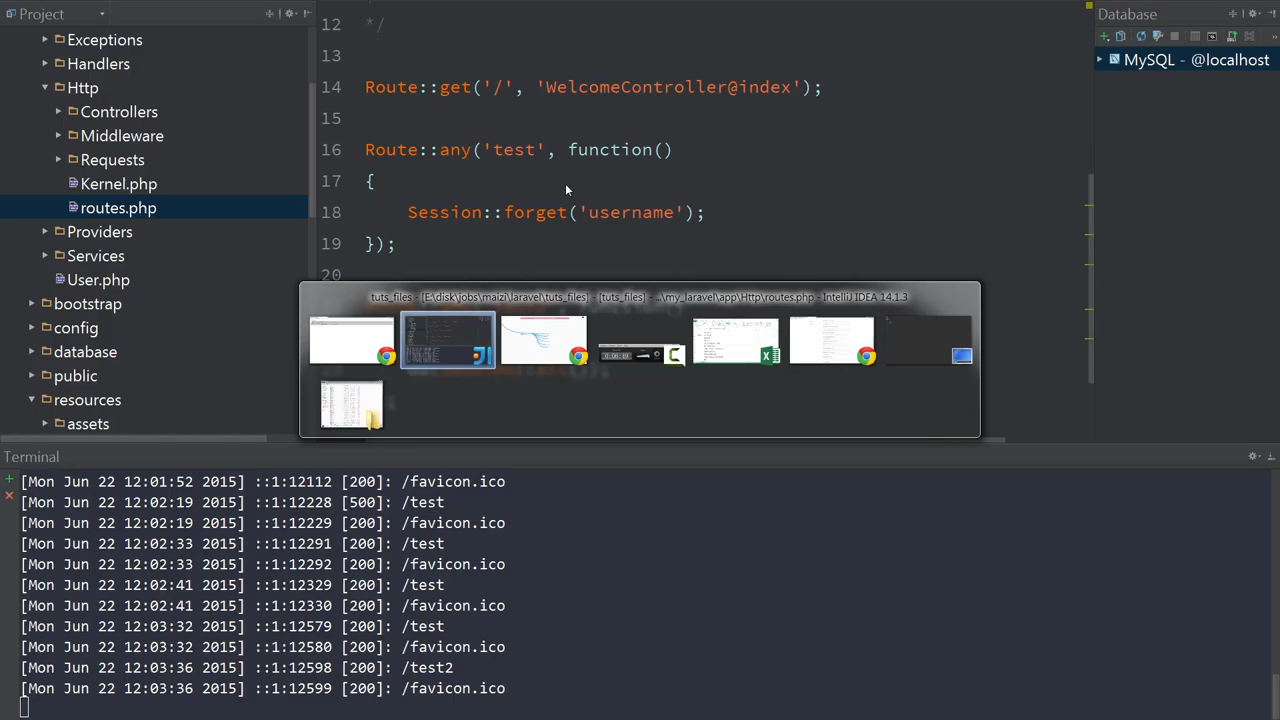 Project
Exceptions
Handlers
Http
Controllers
Middleware
Requests
Kernel.php
routes.php
Providers
Services
User.php
bootstrap
config
database
public
resources
assets
12 */
13
14 Route::get('/', 'WelcomeController@index');
15
16 Route::any('test', function()
17 {
18 Session::forget('username');
19 });
20
tuts_files - [E:\disk\jobs\maizi\laravel\tuts_files] - [tuts_files] - ...\my_laravel\app\Http\routes.php - IntelliJ IDEA 14.1.3
Database
MySQL - @localhost
Terminal
[Mon Jun 22 12:01:52 2015] ::1:12112 [200]: /favicon.ico
[Mon Jun 22 12:02:19 2015] ::1:12228 [500]: /test
[Mon Jun 22 12:02:19 2015] ::1:12229 [200]: /favicon.ico
[Mon Jun 22 12:02:33 2015] ::1:12291 [200]: /test
[Mon Jun 22 12:02:33 2015] ::1:12292 [200]: /favicon.ico
[Mon Jun 22 12:02:41 2015] ::1:12329 [200]: /test
[Mon Jun 22 12:02:41 2015] ::1:12330 [200]: /favicon.ico
[Mon Jun 22 12:03:32 2015] ::1:12579 [200]: /test
[Mon Jun 22 12:03:32 2015] ::1:12580 [200]: /favicon.ico
[Mon Jun 22 12:03:36 2015] ::1:12598 [200]: /test2
[Mon Jun 22 12:03:36 2015] ::1:12599 [200]: /favicon.ico